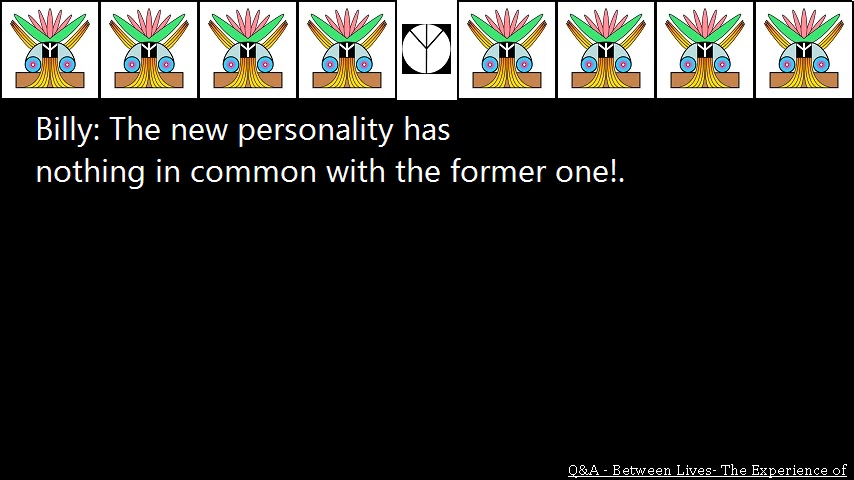 Billy: The new personality has
nothing in common with the former one!.
Q&A - Between Lives- The Experience of